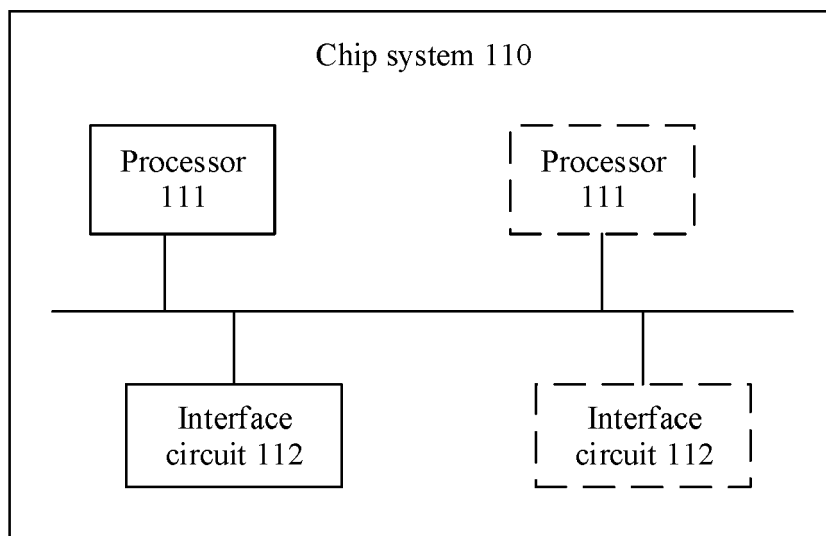 Chip system 110
Processor
111
Processor
111
Interface
circuit 112
Interface
circuit 112